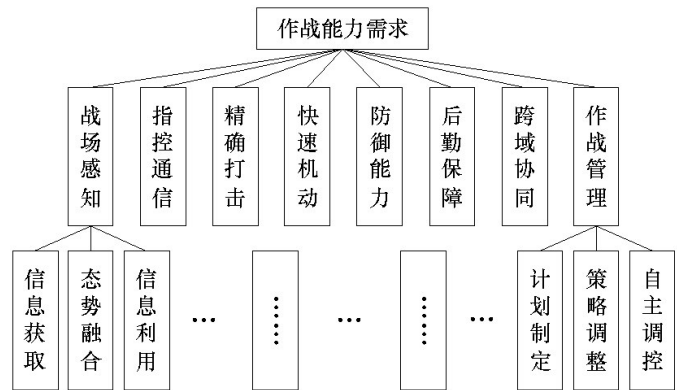 作战能力需求
战场感知
指控通信
精确打击
快速机动
防御能力
后勤保障
跨域协同
作战管理
信息获取
态势融合
信息利用
…
……
…
……
…
计划制定
策略调整
自主调控